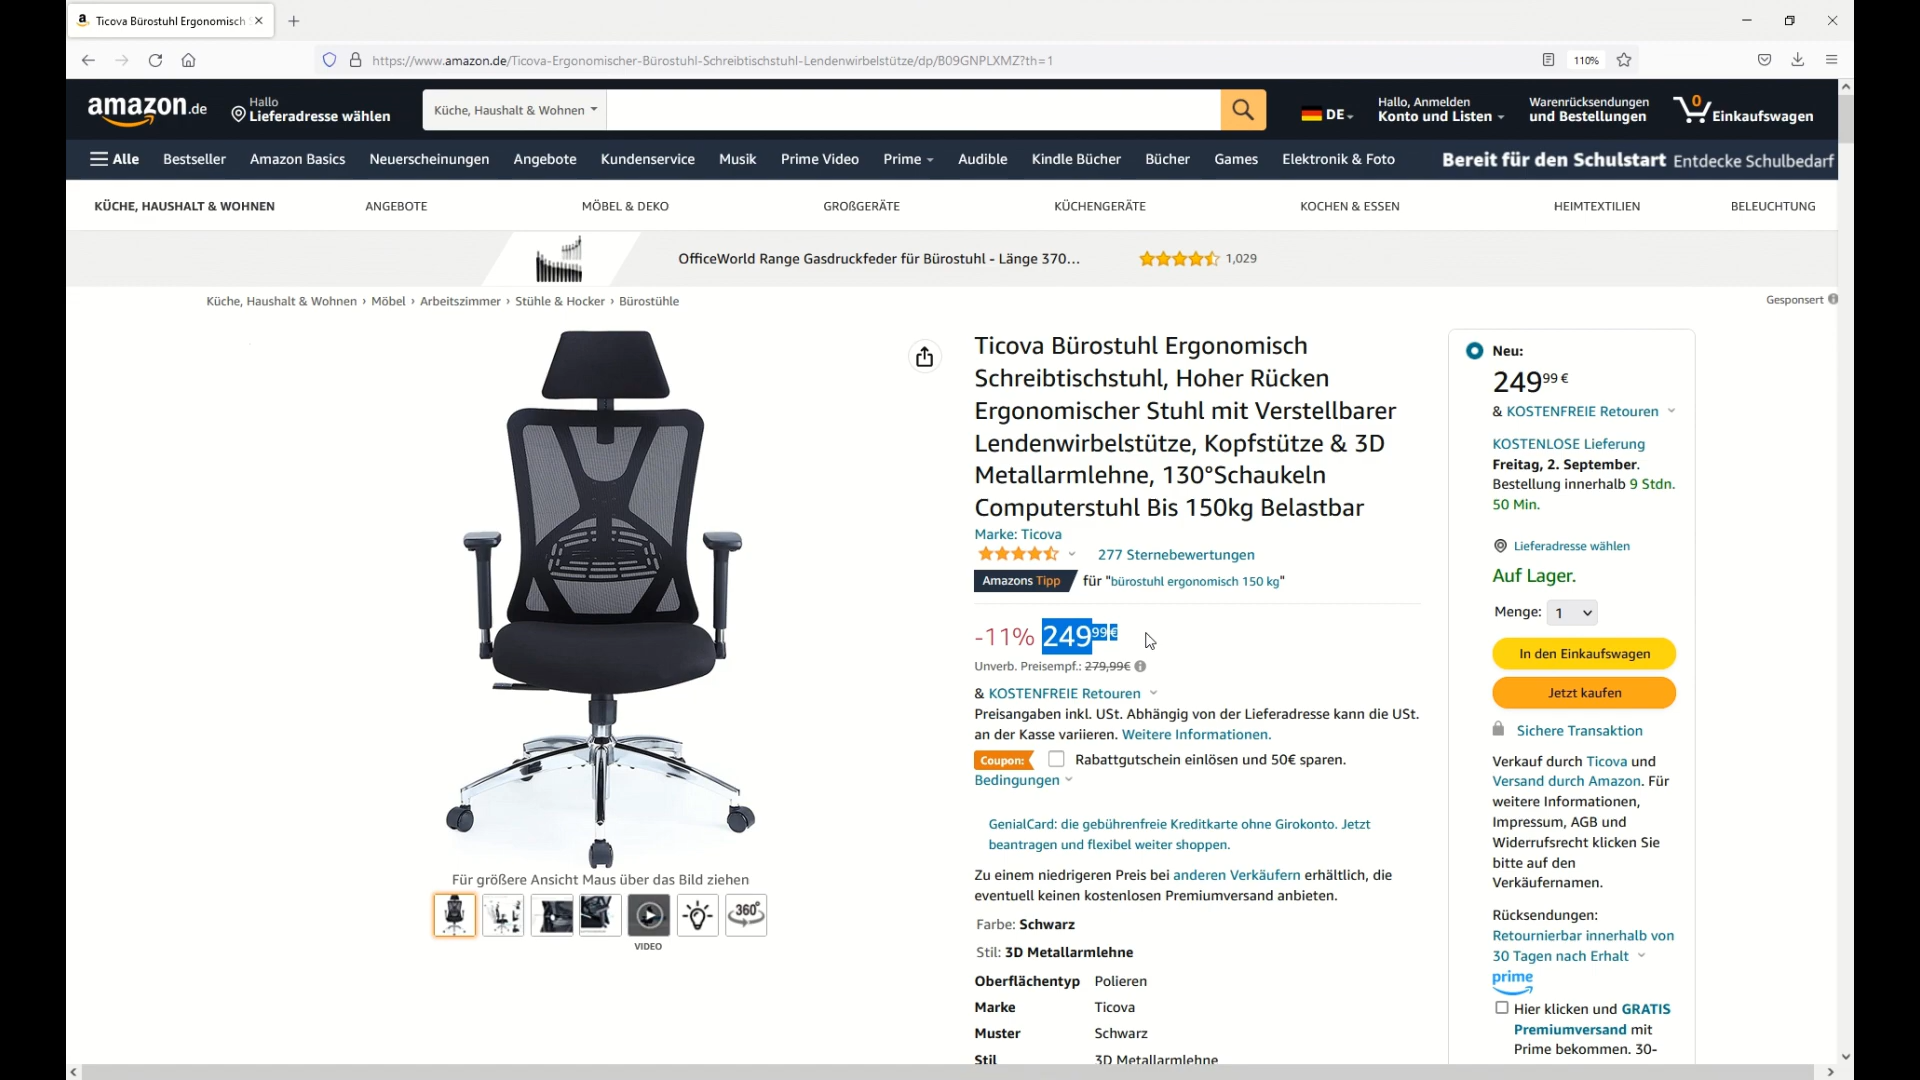 Ticova Bürostuhl Ergonomisch
https://www.amazon.de/Ticova-Ergonomischer-Bürostuhl-Schreibtischstuhl-Lendenwirbelstütze/dp/B09GNPLXMZ?th=1
110%
amazon.de
Hallo
Lieferadresse wählen
Küche, Haushalt & Wohnen
DE
Hallo, Anmelden
Konto und Listen
Warenrücksendungen
und Bestellungen
0
Einkaufswagen
Alle Bestseller Amazon Basics Neuerscheinungen Angebote Kundenservice Musik Prime Video Prime Audible Kindle Bücher Bücher Games Elektronik & Foto Bereit für den Schulstart Entdecke Schulbedarf
KÜCHE, HAUSHALT & WOHNEN ANGEBOTE MÖBEL & DEKO GROßGERÄTE KÜCHENGERÄTE KOCHEN & ESSEN HEIMTEXTILIEN BELEUCHTUNG
OfficeWorld Range Gasdruckfeder für Bürostuhl - Länge 370... 1,029
Küche, Haushalt & Wohnen › Möbel › Arbeitszimmer › Stühle & Hocker › Bürostühle
Gesponsert
Für größere Ansicht Maus über das Bild ziehen
360°
VIDEO
Ticova Bürostuhl Ergonomisch
Schreibtischstuhl, Hoher Rücken
Ergonomischer Stuhl mit Verstellbarer
Lendenwirbelstütze, Kopfstütze & 3D
Metallarmlehne, 130°Schaukeln
Computerstuhl Bis 150kg Belastbar
Marke: Ticova
277 Sternebewertungen
Amazons Tipp für "bürostuhl ergonomisch 150 kg"
-11% 249 99 €
Unverb. Preisempf.: 279,99€
& KOSTENFREIE Retouren
Preisangaben inkl. USt. Abhängig von der Lieferadresse kann die USt.
an der Kasse variieren. Weitere Informationen.
Coupon: Rabattgutschein einlösen und 50€ sparen.
Bedingungen
GenialCard: die gebührenfreie Kreditkarte ohne Girokonto. Jetzt
beantragen und flexibel weiter shoppen.
Zu einem niedrigeren Preis bei anderen Verkäufern erhältlich, die
eventuell keinen kostenlosen Premiumversand anbieten.
Farbe: Schwarz
Stil: 3D Metallarmlehne
Oberflächentyp Polieren
Marke Ticova
Muster Schwarz
Stil 3D Metallarmlehne
Neu:
249 99 €
& KOSTENFREIE Retouren
KOSTENLOSE Lieferung
Freitag, 2. September.
Bestellung innerhalb 9 Stdn.
50 Min.
Lieferadresse wählen
Auf Lager.
Menge: 1
In den Einkaufswagen
Jetzt kaufen
Sichere Transaktion
Verkauf durch Ticova und
Versand durch Amazon. Für
weitere Informationen,
Impressum, AGB und
Widerrufsrecht klicken Sie
bitte auf den
Verkäufernamen.
Rücksendungen:
Retournierbar innerhalb von
30 Tagen nach Erhalt
prime
Hier klicken und GRATIS
Premiumversand mit
Prime bekommen. 30-